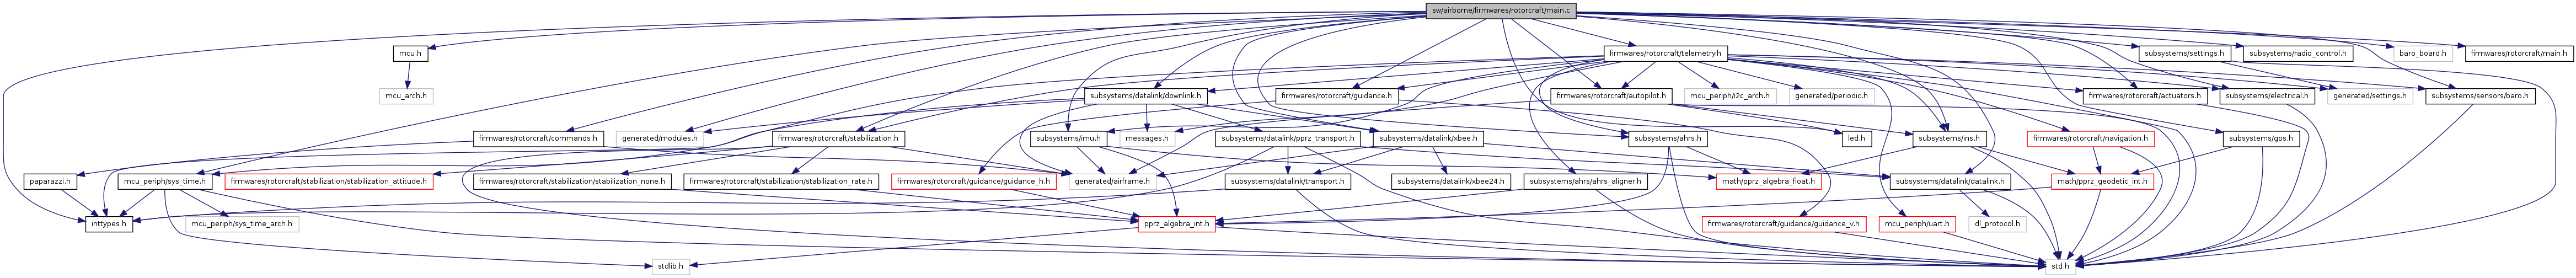 sw/airborne/firmwares/rotorcraft/main.c
mcu.h
firmwares/rotorcraft/telemetry.h
subsystems/settings.h
subsystems/radio_control.h
baro_board.h
firmwares/rotorcraft/main.h
mcu_arch.h
subsystems/datalink/downlink.h
firmwares/rotorcraft/guidance.h
firmwares/rotorcraft/autopilot.h
mcu_periph/i2c_arch.h
generated/periodic.h
firmwares/rotorcraft/actuators.h
subsystems/electrical.h
generated/settings.h
subsystems/sensors/baro.h
firmwares/rotorcraft/commands.h
generated/modules.h
firmwares/rotorcraft/stabilization.h
subsystems/imu.h
messages.h
subsystems/datalink/pprz_transport.h
subsystems/datalink/xbee.h
subsystems/ahrs.h
led.h
subsystems/ins.h
firmwares/rotorcraft/navigation.h
subsystems/gps.h
paparazzi.h
mcu_periph/sys_time.h
firmwares/rotorcraft/stabilization/stabilization_attitude.h
firmwares/rotorcraft/stabilization/stabilization_none.h
firmwares/rotorcraft/stabilization/stabilization_rate.h
firmwares/rotorcraft/guidance/guidance_h.h
generated/airframe.h
subsystems/datalink/transport.h
subsystems/datalink/xbee24.h
subsystems/ahrs/ahrs_aligner.h
math/pprz_algebra_float.h
subsystems/datalink/datalink.h
math/pprz_geodetic_int.h
inttypes.h
mcu_periph/sys_time_arch.h
pprz_algebra_int.h
firmwares/rotorcraft/guidance/guidance_v.h
mcu_periph/uart.h
dl_protocol.h
stdlib.h
std.h